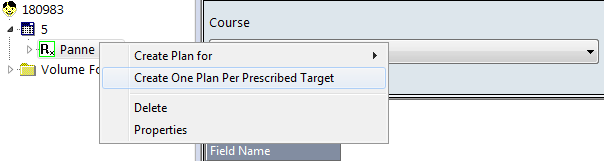 180983
Course
5
Rx Panne
Create Plan for
Volume Fo
Create One Plan Per Prescribed Target
Delete
Properties
Field Name